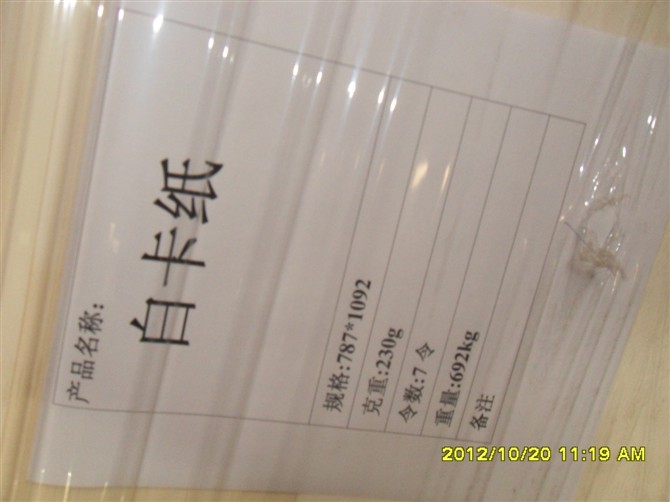 产品名称:
白卡纸
规格:787*1092
克重:230g
令数:7 令
重量:692kg
备注
2012/10/20 11:19 AM